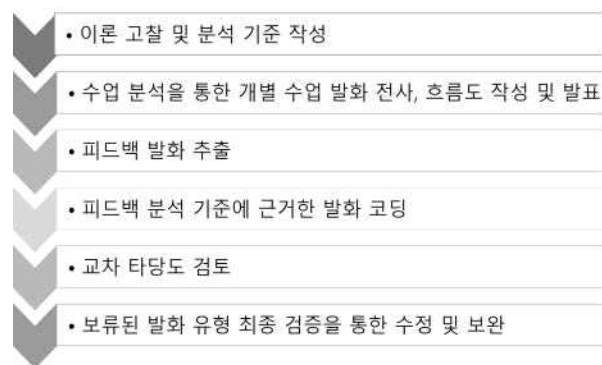 • 이론 고찰 및 분석 기준 작성
• 수업 분석을 통한 개별 수업 발화 전사, 흐름도 작성 및 발표
• 피드백 발화 추출
• 피드백 분석 기준에 근거한 발화 코딩
• 교차 타당도 검토
• 보류된 발화 유형 최종 검증을 통한 수정 및 보완